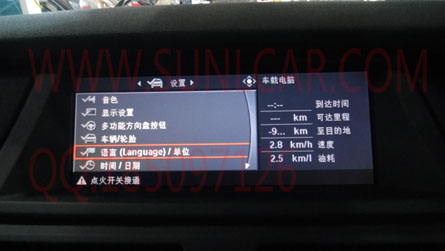 WWW.SUNLCAR.COM
设置
车载电脑
音色
显示设置
多功能方向盘按钮
车辆/轮胎
语言 (Language) / 单位
时间 / 日期
点火开关接通
--:-- 到达时间
--- km 可达里程
-9... km 至目的地
2.8 km/h 速度
2.5 km/l 油耗